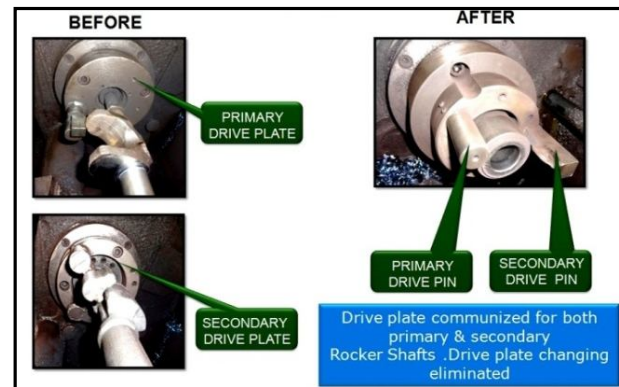 BEFORE
PRIMARY
DRIVE PLATE
SECONDARY
DRIVE PLATE
AFTER
PRIMARY
DRIVE PIN
SECONDARY
DRIVE PIN
Drive plate communized for both
primary & secondary
Rocker Shafts .Drive plate changing
eliminated